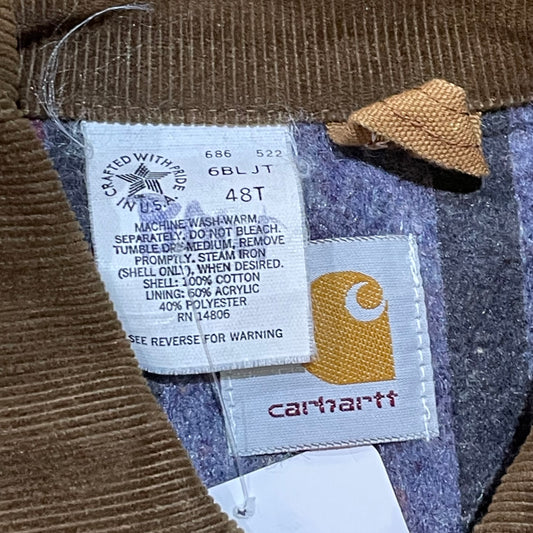 686 522
6BLJT
48T
CRAFTED WITH PRIDE
IN U.S.A.
MACHINE WASH-WARM,
SEPARATELY. DO NOT BLEACH.
TUMBLE DRY-MEDIUM, REMOVE
PROMPTLY. STEAM IRON
(SHELL ONLY), WHEN DESIRED.
SHELL: 100% COTTON
LINING: 60% ACRYLIC
40% POLYESTER
RN 14806
SEE REVERSE FOR WARNING
carhartt